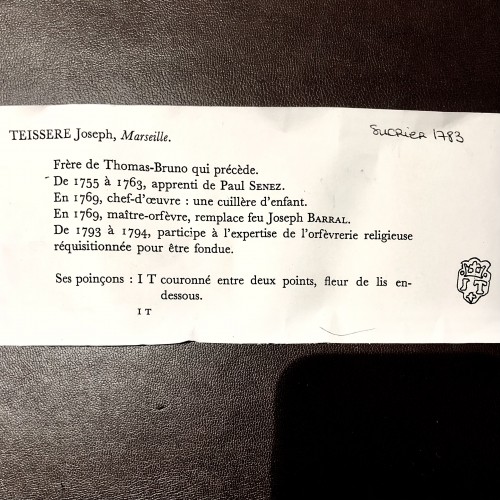 TEISSERE Joseph, Marseille.
Sucrier 1783
Frère de Thomas-Bruno qui précède.
De 1755 à 1763, apprenti de Paul SENEZ.
En 1769, chef-d'œuvre : une cuillère d'enfant.
En 1769, maître-orfèvre, remplace feu Joseph BARRAL.
De 1793 à 1794, participe à l'expertise de l'orfèvrerie religieuse
réquisitionnée pour être fondue.
Ses poinçons : I T couronné entre deux points, fleur de lis en-
dessous.
I T
I T